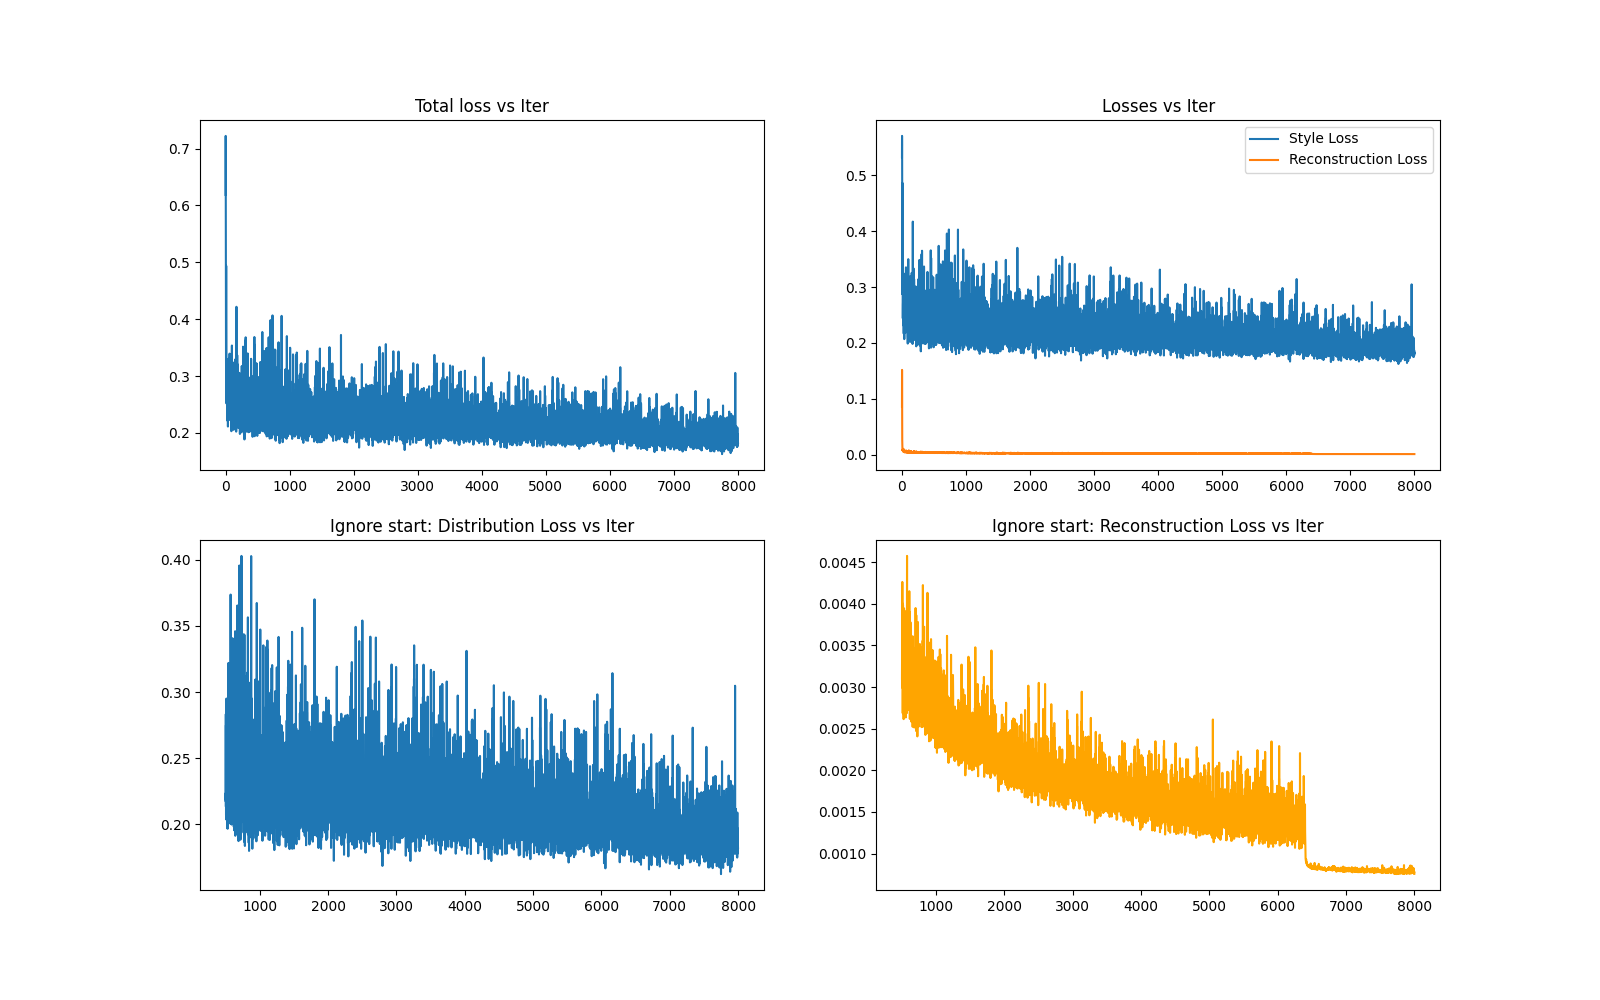 Total loss vs Iter
0.7
0.6
0.5
0.4
0.3
0.2
0 1000 2000 3000 4000 5000 6000 7000 8000
Losses vs Iter
Style Loss
Reconstruction Loss
0.5
0.4
0.3
0.2
0.1
0.0
0 1000 2000 3000 4000 5000 6000 7000 8000
Ignore start: Distribution Loss vs Iter
0.40
0.35
0.30
0.25
0.20
1000 2000 3000 4000 5000 6000 7000 8000
Ignore start: Reconstruction Loss vs Iter
0.0045
0.0040
0.0035
0.0030
0.0025
0.0020
0.0015
0.0010
1000 2000 3000 4000 5000 6000 7000 8000